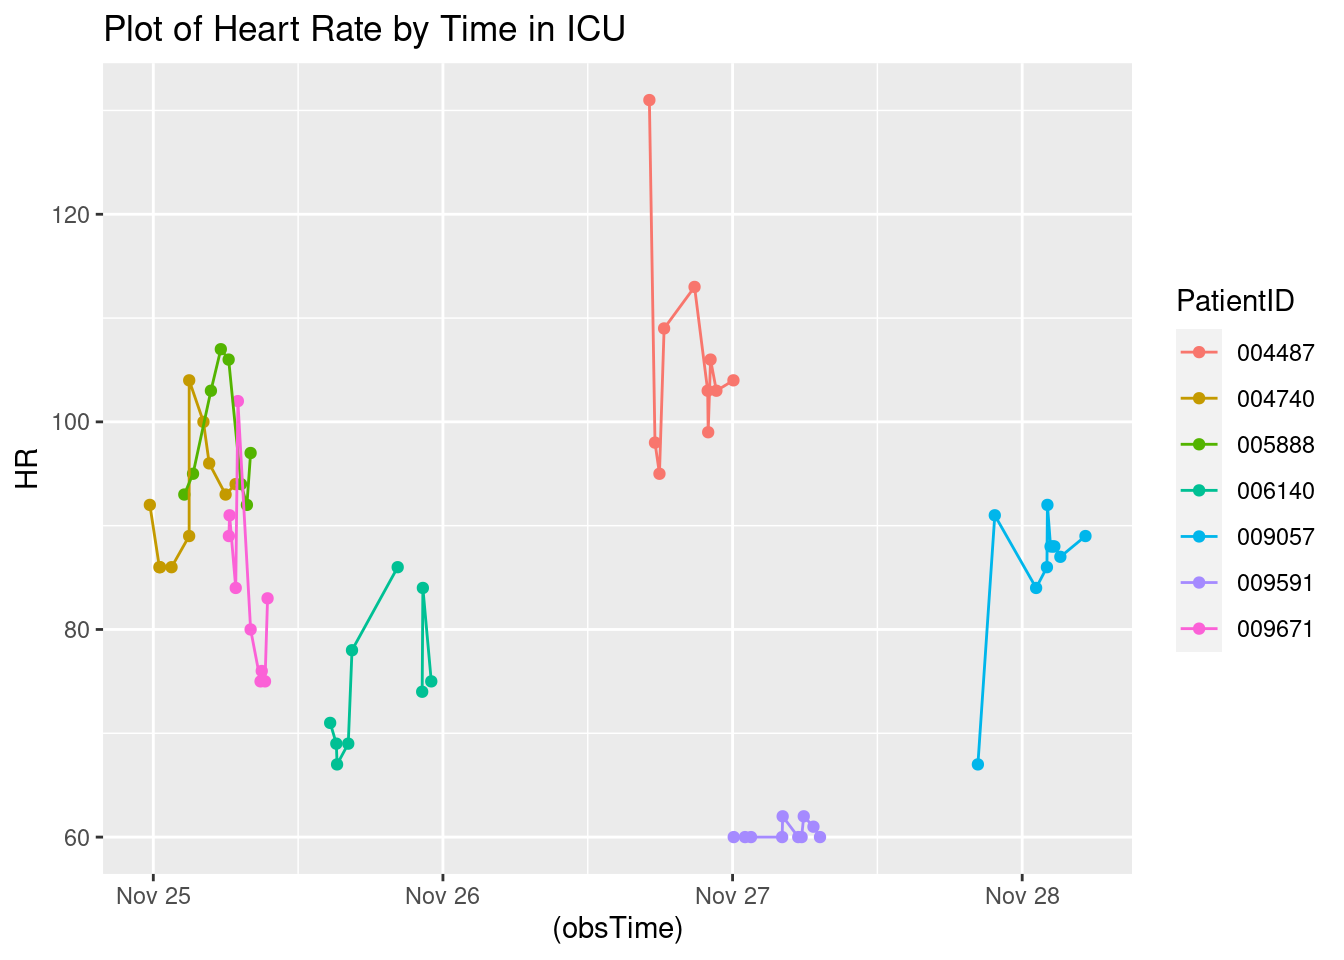 Plot of Heart Rate by Time in ICU
HR
120
100
80
60
Nov 25
Nov 26
Nov 27
Nov 28
(obsTime)
PatientID
004487
004740
005888
006140
009057
009591
009671